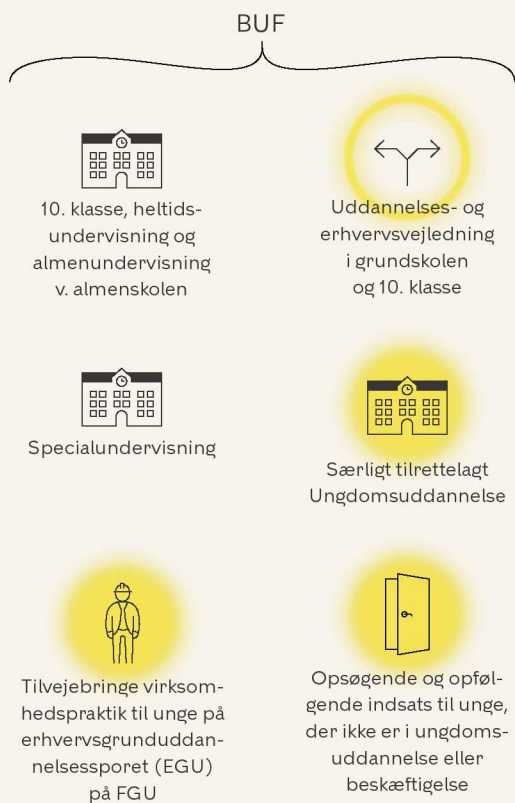 BUF
10. klasse, heltids-
undervisning og
almenundervisning
v. almenskolen
Uddannelses- og
erhvervsvejledning
i grundskolen
og 10. klasse
Specialundervisning
Særligt tilrettelagt
Ungdomsuddannelse
Tilvejebringe virksom-
hedspraktik til unge på
erhvervsgrunduddan-
nelsessporet (EGU)
på FGU
Opsøgende og opføl-
gende indsats til unge,
der ikke er i ungdoms-
uddannelse eller
beskæftigelse